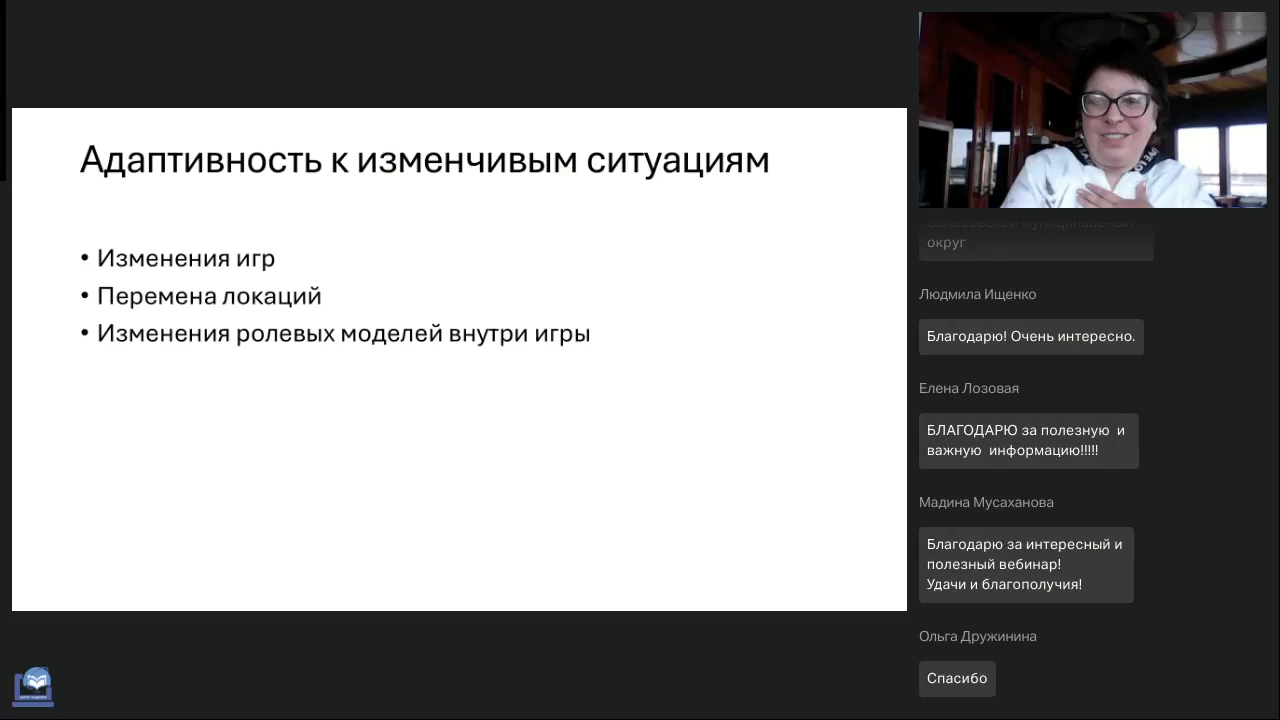 Адаптивность к изменчивым ситуациям
• Изменения игр
• Перемена локаций
• Изменения ролевых моделей внутри игры
округ
Людмила Ищенко
Благодарю! Очень интересно.
Елена Лозовая
БЛАГОДАРЮ за полезную и
важную информацию!!!!!
Мадина Мусаханова
Благодарю за интересный и
полезный вебинар!
Удачи и благополучия!
Ольга Дружинина
Спасибо